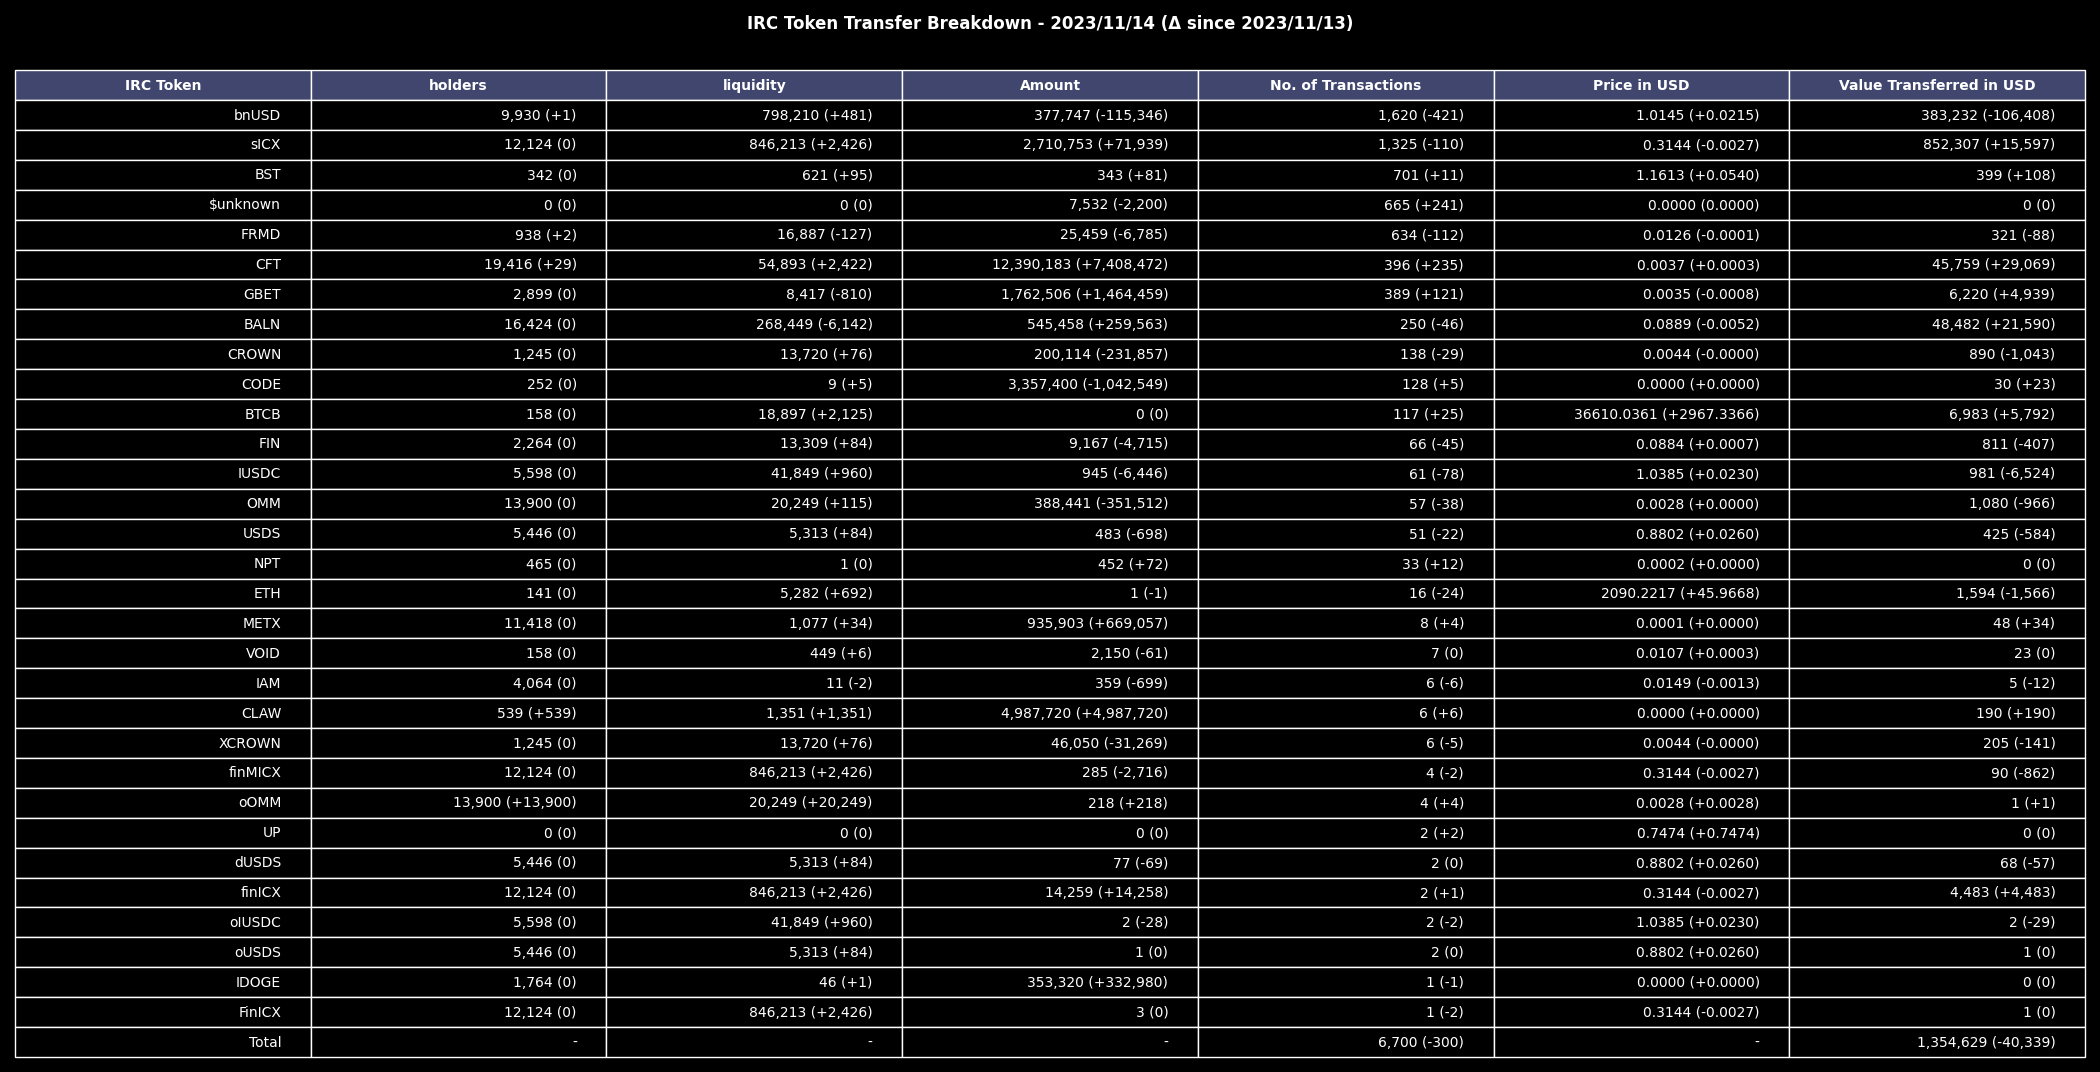 IRC Token Transfer Breakdown - 2023/11/14 (Δ since 2023/11/13)
IRC Token holders liquidity Amount No. of Transactions Price in USD Value Transferred in USD
bnUSD 9,930 (+1) 798,210 (+481) 377,747 (-115,346) 1,620 (-421) 1.0145 (+0.0215) 383,232 (-106,408)
sICX 12,124 (0) 846,213 (+2,426) 2,710,753 (+71,939) 1,325 (-110) 0.3144 (-0.0027) 852,307 (+15,597)
BST 342 (0) 621 (+95) 343 (+81) 701 (+11) 1.1613 (+0.0540) 399 (+108)
$unknown 0 (0) 0 (0) 7,532 (-2,200) 665 (+241) 0.0000 (0.0000) 0 (0)
FRMD 938 (+2) 16,887 (-127) 25,459 (-6,785) 634 (-112) 0.0126 (-0.0001) 321 (-88)
CFT 19,416 (+29) 54,893 (+2,422) 12,390,183 (+7,408,472) 396 (+235) 0.0037 (+0.0003) 45,759 (+29,069)
GBET 2,899 (0) 8,417 (-810) 1,762,506 (+1,464,459) 389 (+121) 0.0035 (-0.0008) 6,220 (+4,939)
BALN 16,424 (0) 268,449 (-6,142) 545,458 (+259,563) 250 (-46) 0.0889 (-0.0052) 48,482 (+21,590)
CROWN 1,245 (0) 13,720 (+76) 200,114 (-231,857) 138 (-29) 0.0044 (-0.0000) 890 (-1,043)
CODE 252 (0) 9 (+5) 3,357,400 (-1,042,549) 128 (+5) 0.0000 (+0.0000) 30 (+23)
BTCB 158 (0) 18,897 (+2,125) 0 (0) 117 (+25) 36610.0361 (+2967.3366) 6,983 (+5,792)
FIN 2,264 (0) 13,309 (+84) 9,167 (-4,715) 66 (-45) 0.0884 (+0.0007) 811 (-407)
IUSDC 5,598 (0) 41,849 (+960) 945 (-6,446) 61 (-78) 1.0385 (+0.0230) 981 (-6,524)
OMM 13,900 (0) 20,249 (+115) 388,441 (-351,512) 57 (-38) 0.0028 (+0.0000) 1,080 (-966)
USDS 5,446 (0) 5,313 (+84) 483 (-698) 51 (-22) 0.8802 (+0.0260) 425 (-584)
NPT 465 (0) 1 (0) 452 (+72) 33 (+12) 0.0002 (+0.0000) 0 (0)
ETH 141 (0) 5,282 (+692) 1 (-1) 16 (-24) 2090.2217 (+45.9668) 1,594 (-1,566)
METX 11,418 (0) 1,077 (+34) 935,903 (+669,057) 8 (+4) 0.0001 (+0.0000) 48 (+34)
VOID 158 (0) 449 (+6) 2,150 (-61) 7 (0) 0.0107 (+0.0003) 23 (0)
IAM 4,064 (0) 11 (-2) 359 (-699) 6 (-6) 0.0149 (-0.0013) 5 (-12)
CLAW 539 (+539) 1,351 (+1,351) 4,987,720 (+4,987,720) 6 (+6) 0.0000 (+0.0000) 190 (+190)
XCROWN 1,245 (0) 13,720 (+76) 46,050 (-31,269) 6 (-5) 0.0044 (-0.0000) 205 (-141)
finMICX 12,124 (0) 846,213 (+2,426) 285 (-2,716) 4 (-2) 0.3144 (-0.0027) 90 (-862)
oOMM 13,900 (+13,900) 20,249 (+20,249) 218 (+218) 4 (+4) 0.0028 (+0.0028) 1 (+1)
UP 0 (0) 0 (0) 0 (0) 2 (+2) 0.7474 (+0.7474) 0 (0)
dUSDS 5,446 (0) 5,313 (+84) 77 (-69) 2 (0) 0.8802 (+0.0260) 68 (-57)
finICX 12,124 (0) 846,213 (+2,426) 14,259 (+14,258) 2 (+1) 0.3144 (-0.0027) 4,483 (+4,483)
oIUSDC 5,598 (0) 41,849 (+960) 2 (-28) 2 (-2) 1.0385 (+0.0230) 2 (-29)
oUSDS 5,446 (0) 5,313 (+84) 1 (0) 2 (0) 0.8802 (+0.0260) 1 (0)
IDOGE 1,764 (0) 46 (+1) 353,320 (+332,980) 1 (-1) 0.0000 (+0.0000) 0 (0)
FinICX 12,124 (0) 846,213 (+2,426) 3 (0) 1 (-2) 0.3144 (-0.0027) 1 (0)
Total - - - 6,700 (-300) - 1,354,629 (-40,339)